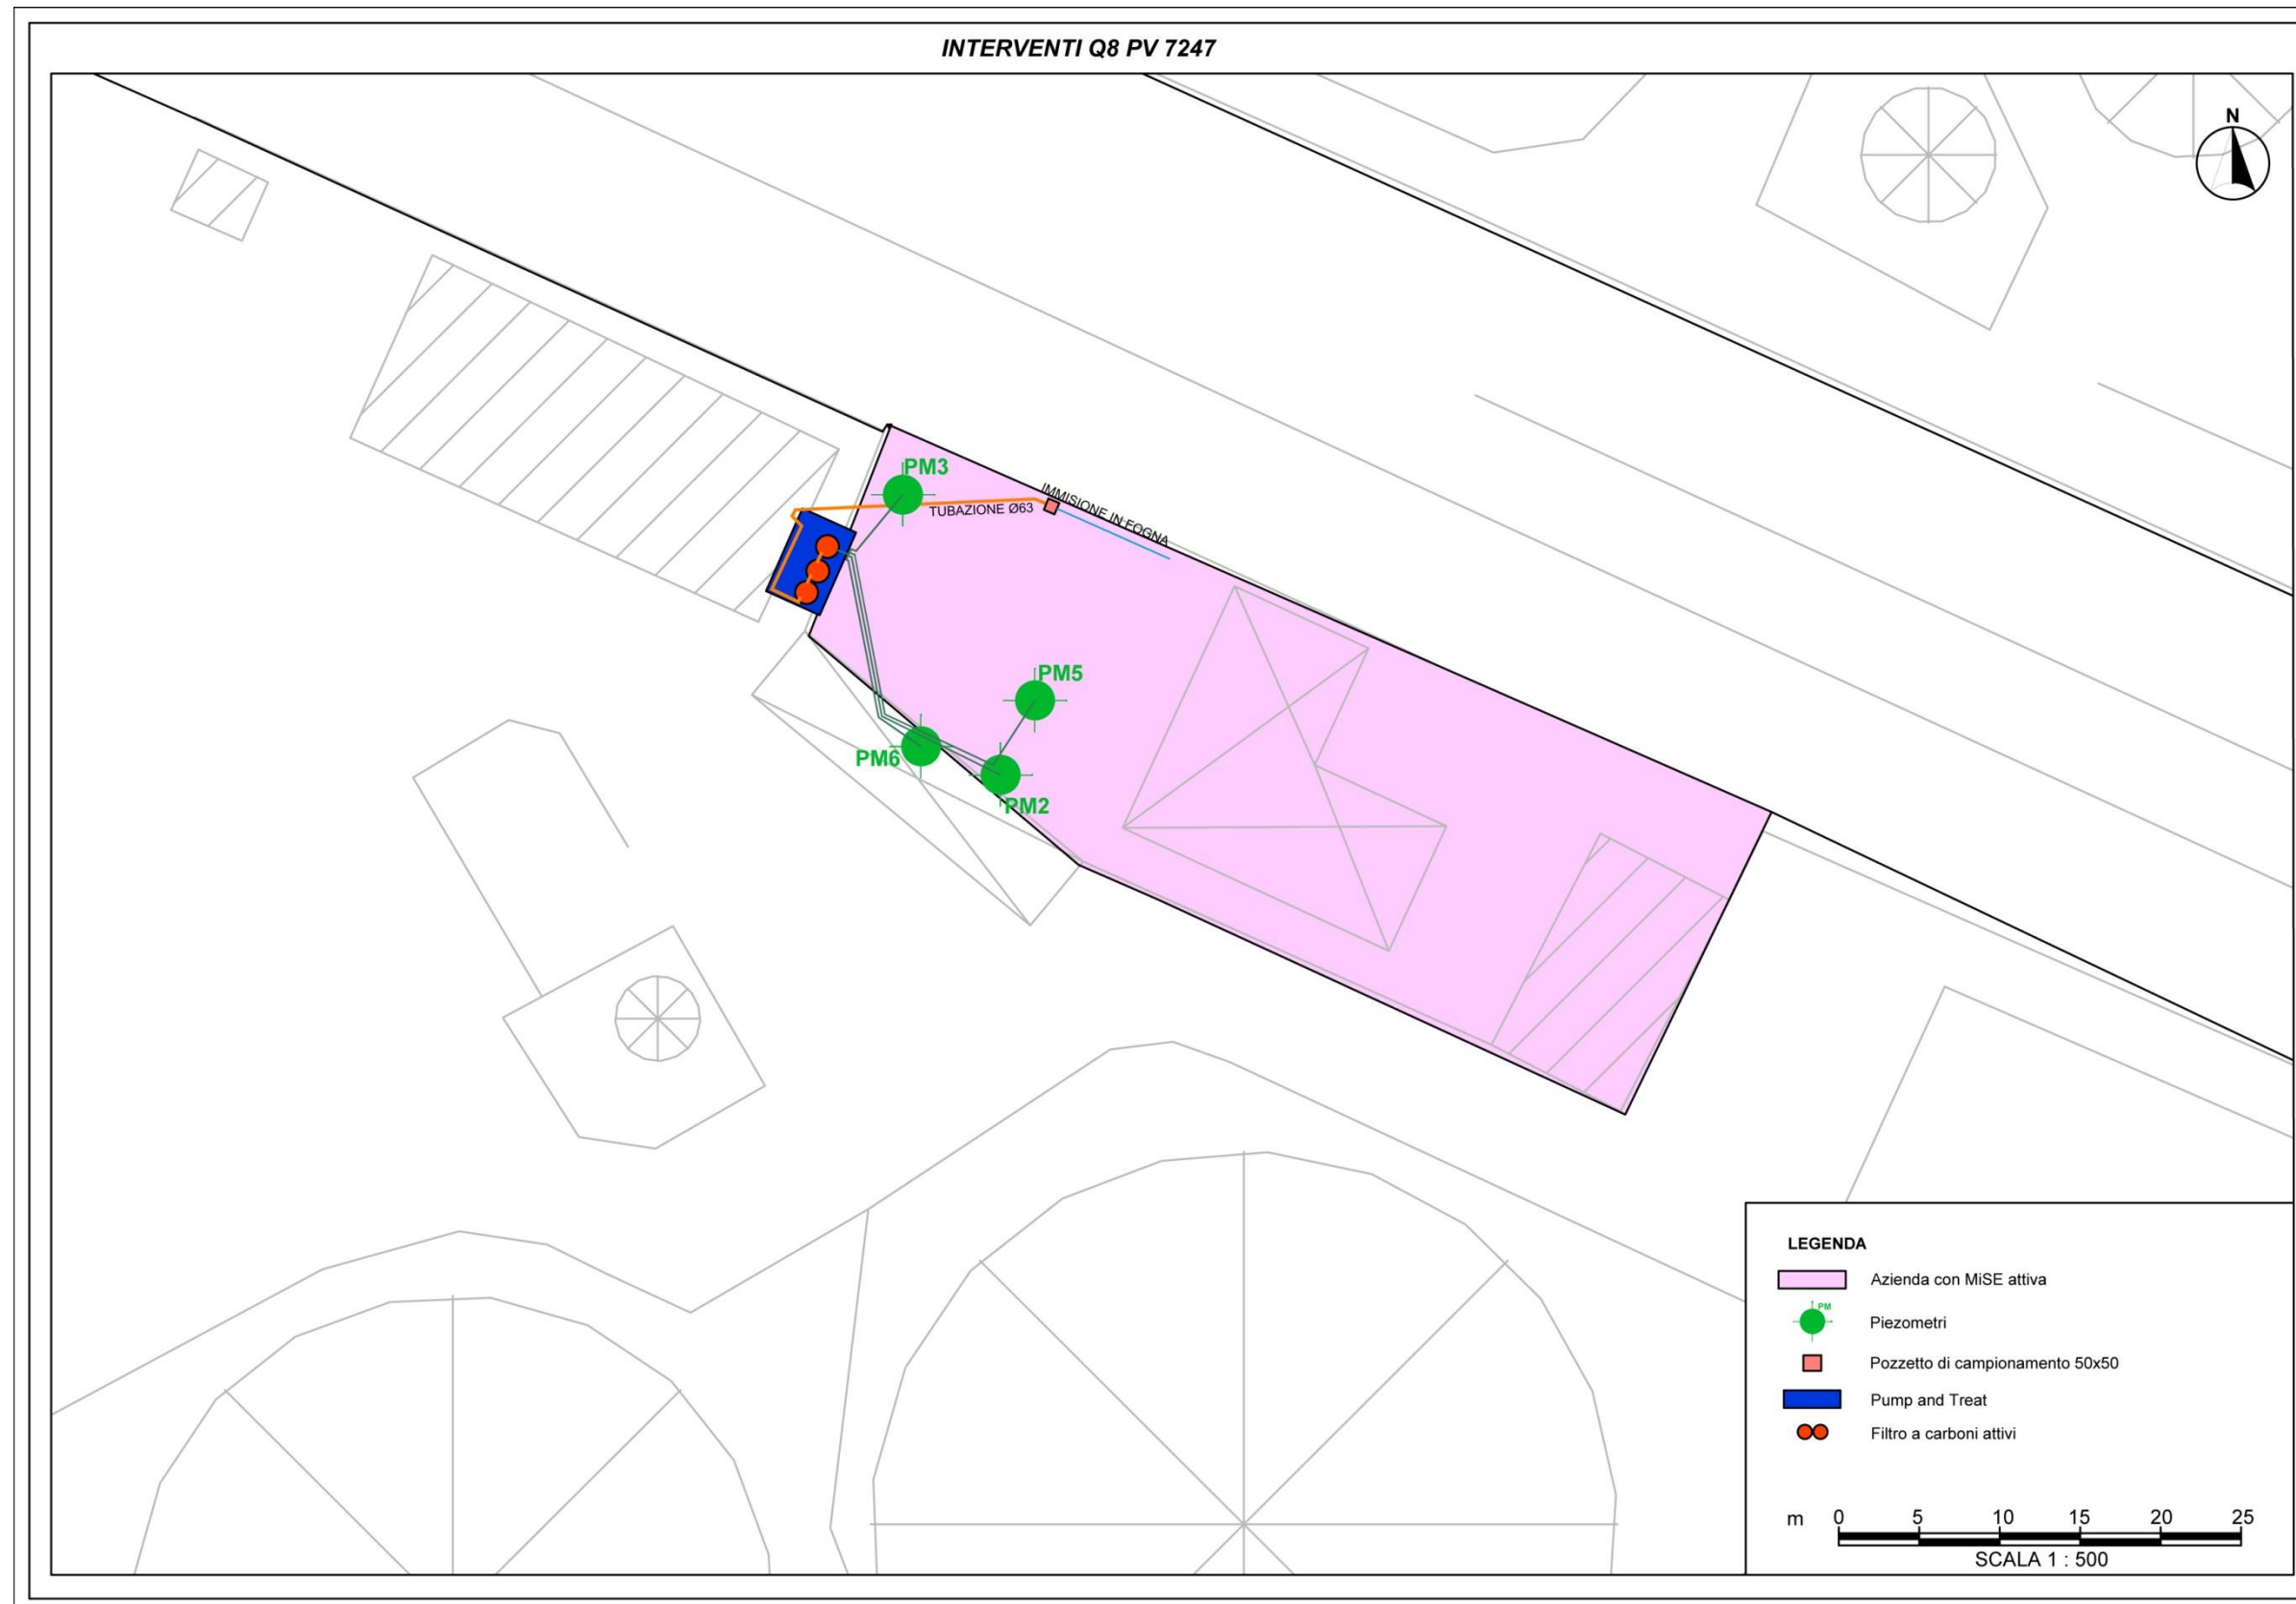 INTERVENTI Q8 PV 7247
N
PM3
IMMISIONE IN FOGNA
TUBAZIONE Ø63
PM5
PM6
PM2
LEGENDA
Azienda con MiSE attiva
PM
Piezometri
Pozzetto di campionamento 50x50
Pump and Treat
Filtro a carboni attivi
m 0 5 10 15 20 25
SCALA 1 : 500